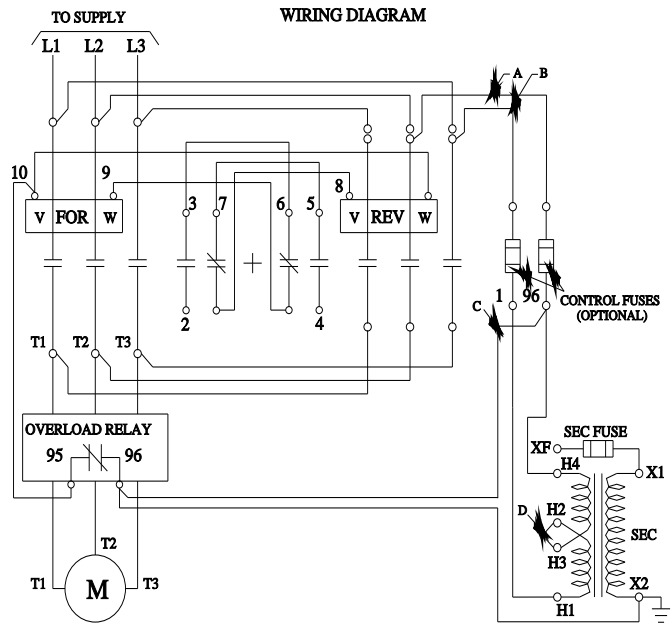 WIRING DIAGRAM
TO SUPPLY
L1 L2 L3
A B
10 9 8
V FOR W
3 7 6 5
V REV W
2 4
1 96
C
CONTROL FUSES
(OPTIONAL)
T1 T2 T3
OVERLOAD RELAY
95 96
SEC FUSE
XF
X1
H4
D
H2
H3
SEC
T2
T1 M T3
H1
X2